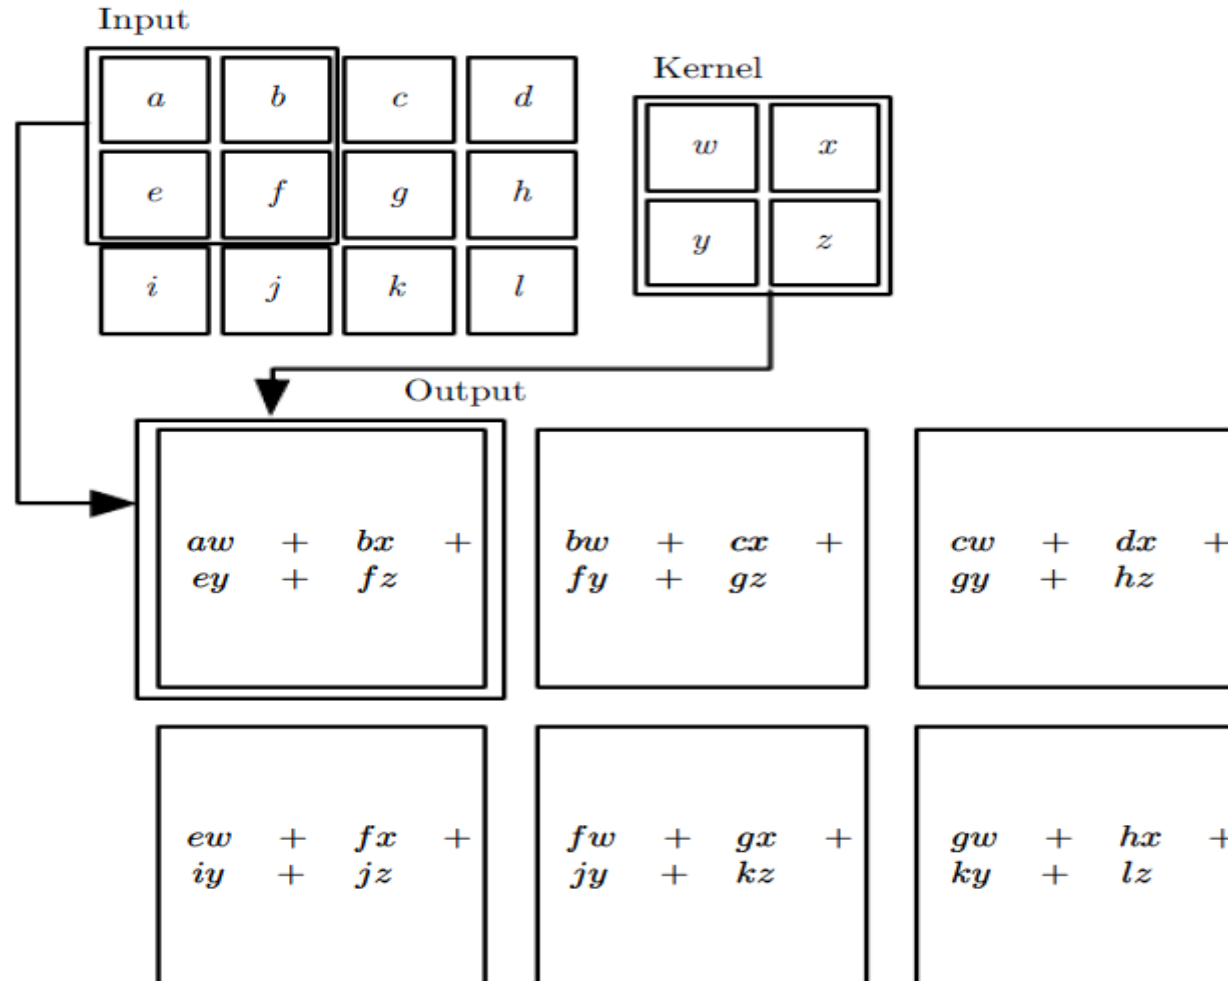 Input
a b c d
e f g h
i j k l
Kernel
w x
y z
Output
aw + bx +
ey + fz
bw + cx +
fy + gz
cw + dx +
gy + hz
ew + fx +
iy + jz
fw + gx +
jy + kz
gw + hx +
ky + lz